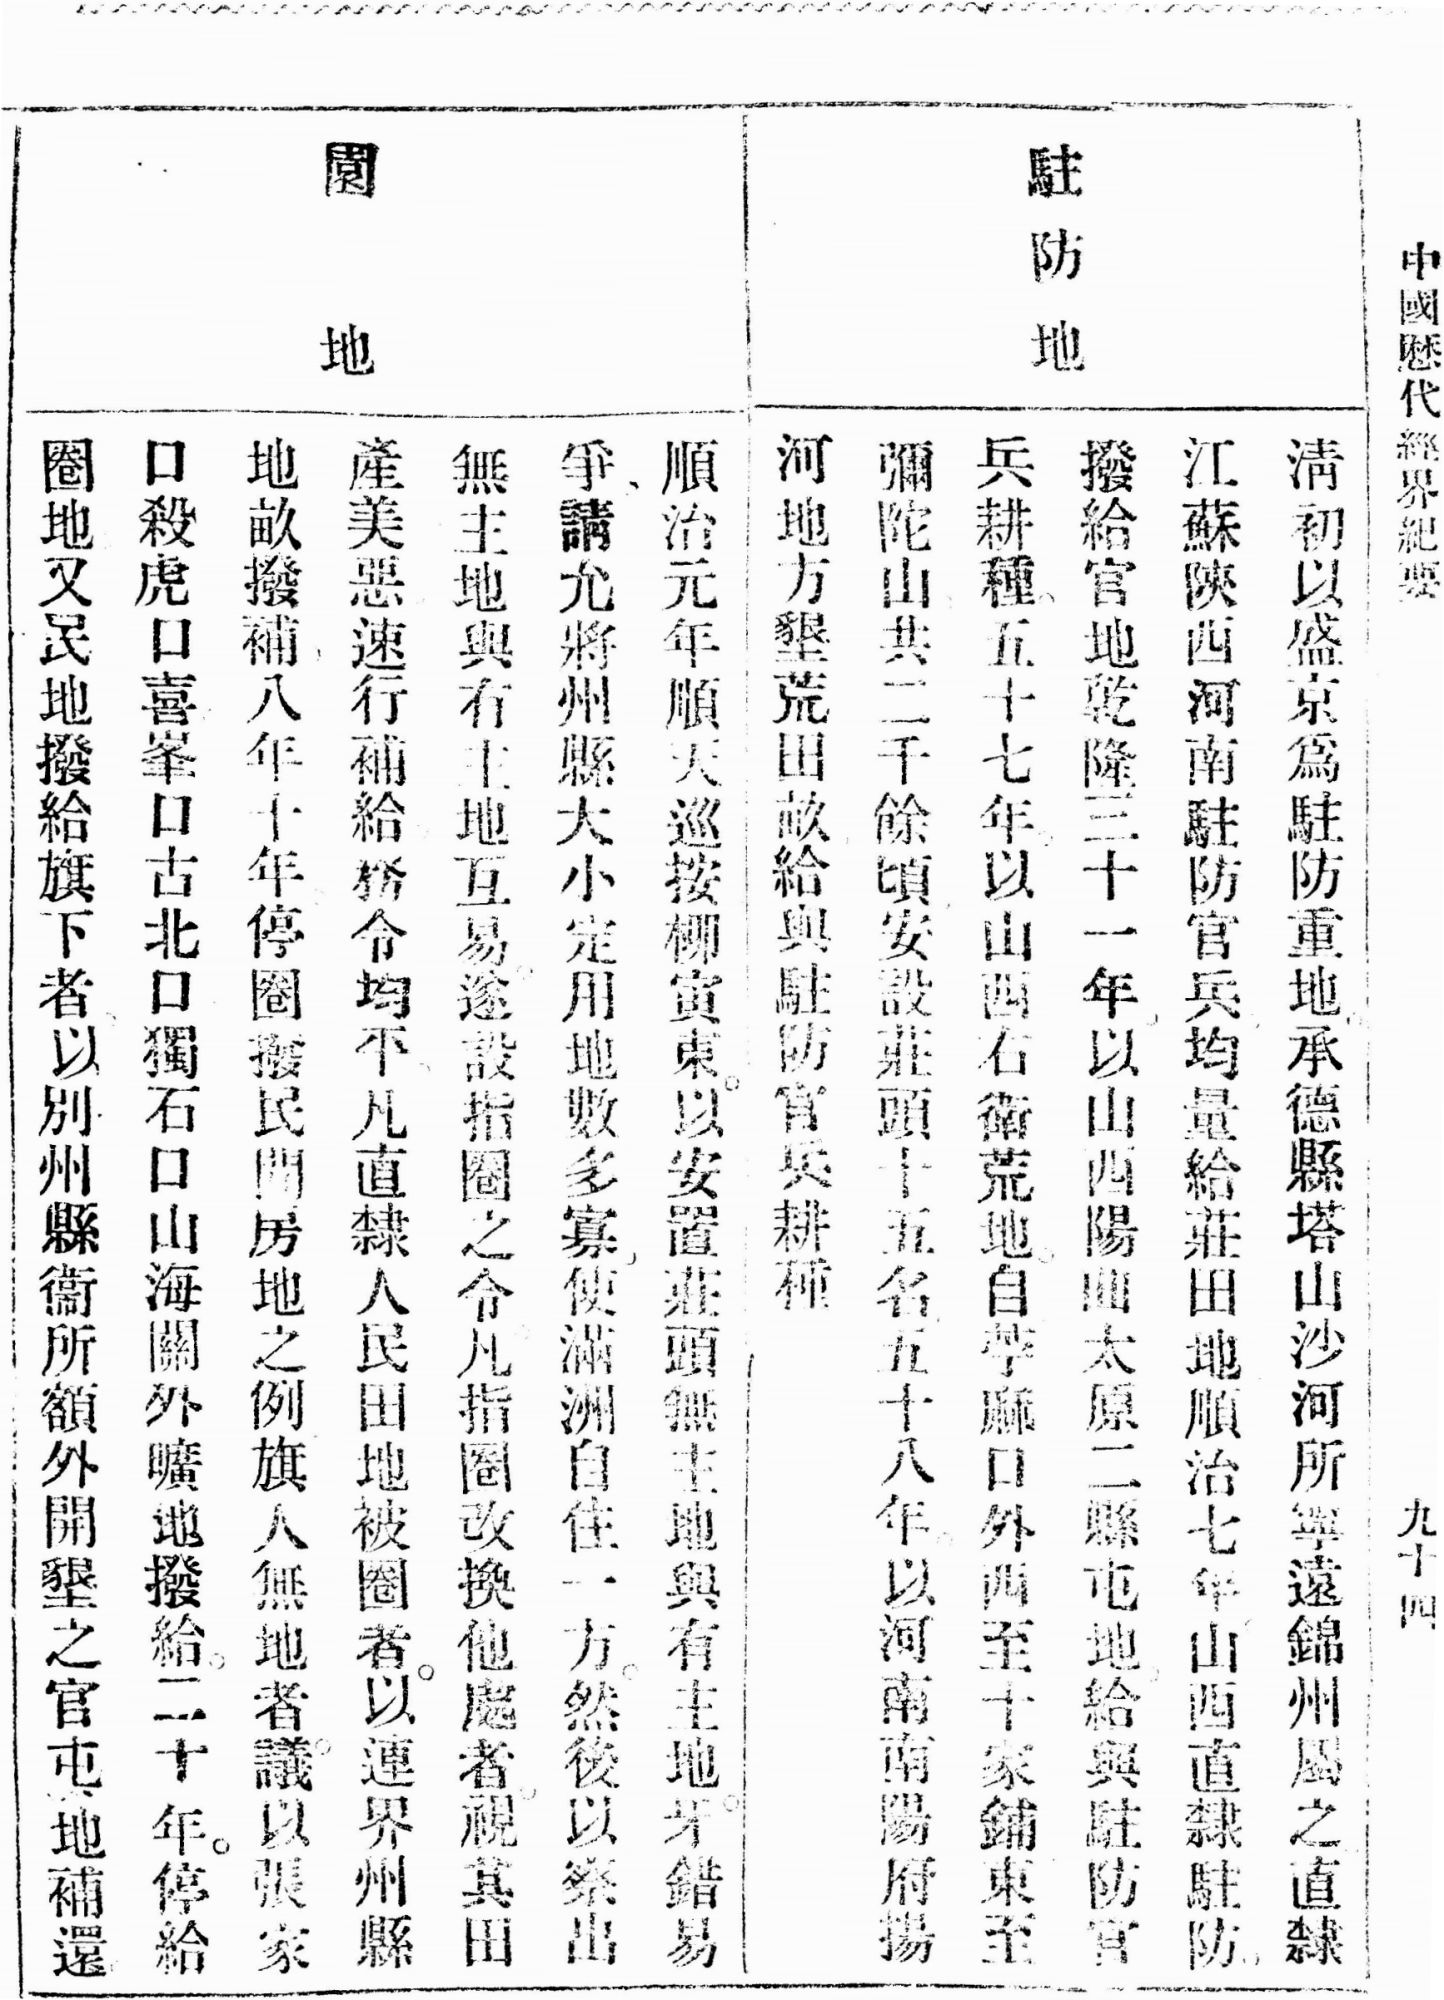 中國歷代經界紀要
九十四
駐防地
清初以盛京爲駐防重地承德縣塔山沙河所寧遠錦州屬之直隸
江蘇陝西河南駐防官兵均量給莊田地順治七年山西直隸駐防
撥給官地乾隆三十一年以山西陽曲太原二縣屯地給與駐防官
兵耕種五十七年以山西右衛荒地自苧麻口外西至十家鋪東至
彌陀山共二千餘頃安設莊頭十五名五十八年以河南南陽府揚
河地方墾荒田畝給與駐防官兵耕種
園地
順治元年順天巡按柳寅東。以安置莊頭無主地與有主地。牙錯易
爭、請允將州縣大小定用地數多寡、使滿洲自住一方。然後以察出
無主地與有主地互易。遂設指圈之令凡指圈改換他處者。視其田
產美惡速行補給務令均平、凡直隸人民田地被圈者。以連界州縣
地畝撥補、八年十年停圈撥民間房地之例旗人無地者議。以張家
口殺虎口喜峯口古北口獨石口山海關外曠地撥給。二十年。停給
圈地又民地撥給旗下者、以別州縣衞所額外開墾之官屯地補還